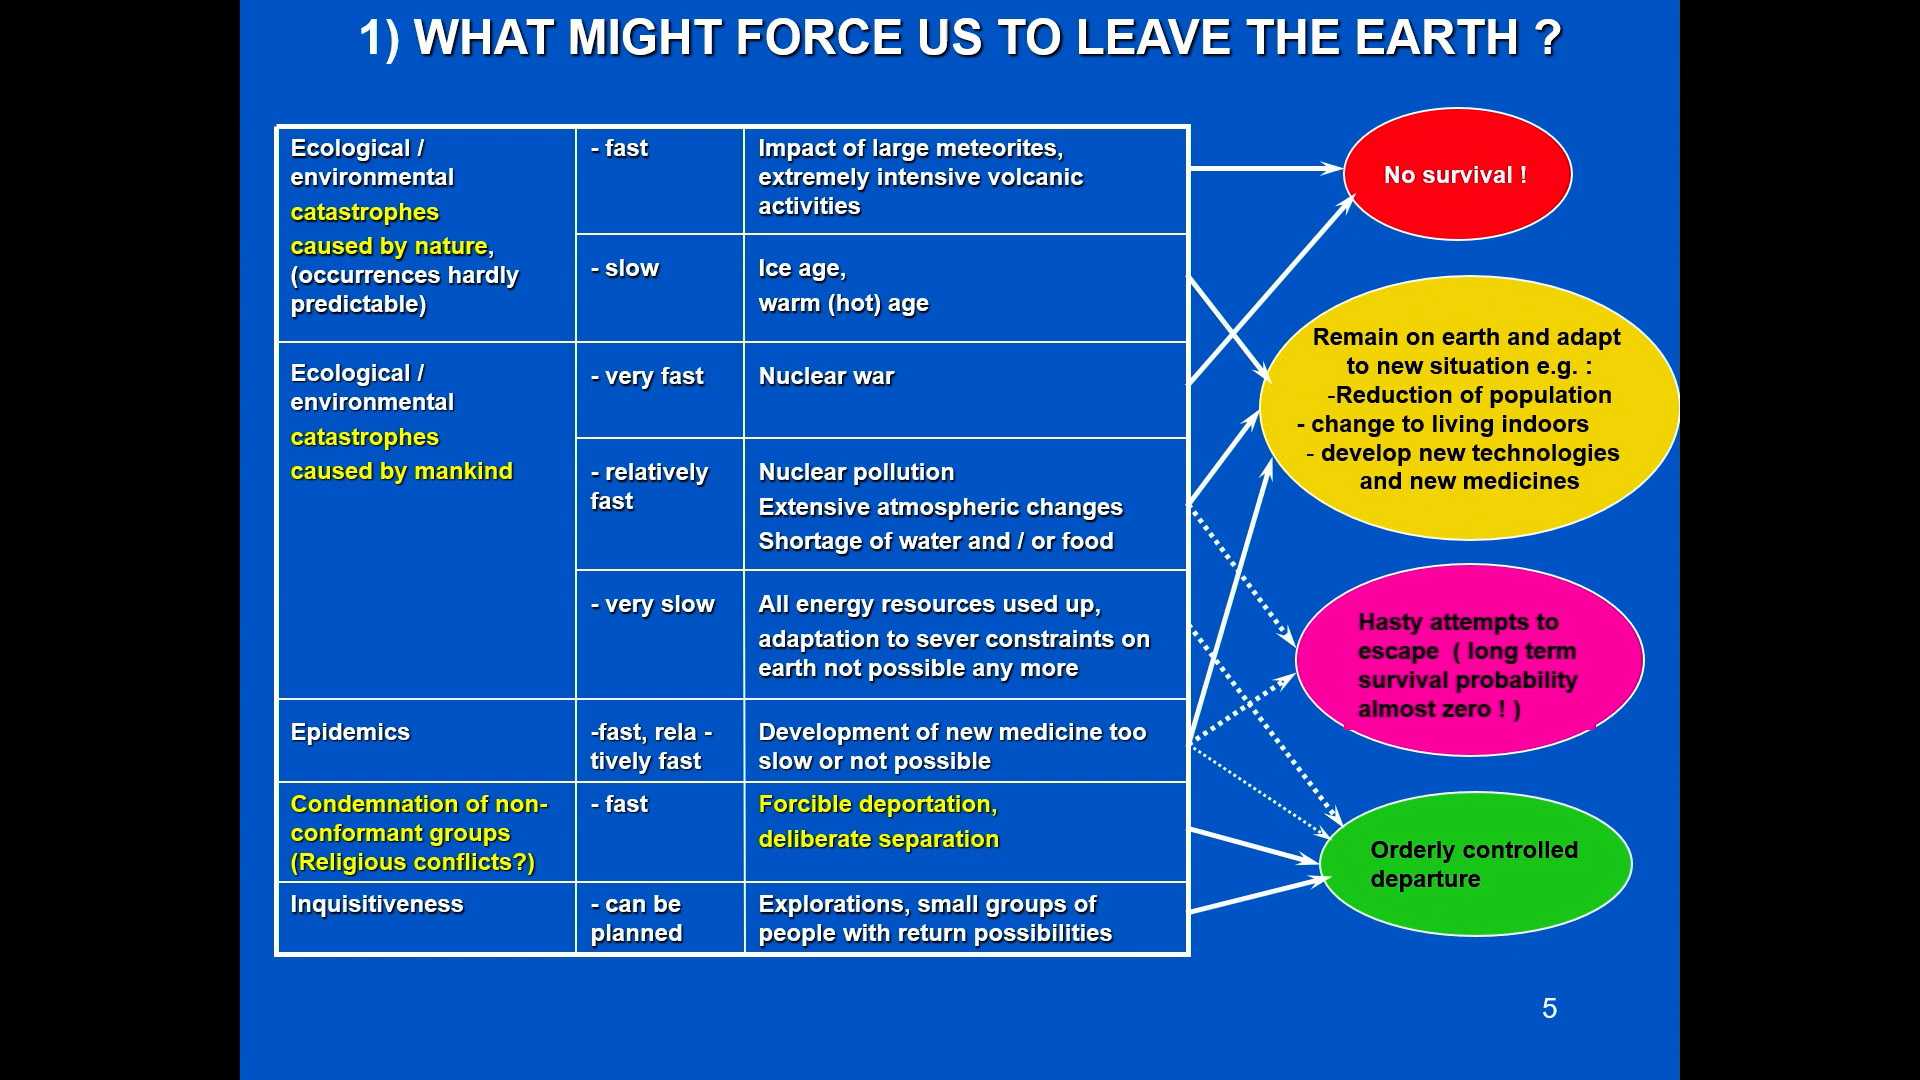 1) WHAT MIGHT FORCE US TO LEAVE THE EARTH ?
Ecological /
environmental
catastrophes
caused by nature,
(occurrences hardly
predictable)
- fast
Impact of large meteorites,
extremely intensive volcanic
activities
- slow
Ice age,
warm (hot) age
Ecological /
environmental
catastrophes
caused by mankind
- very fast
Nuclear war
- relatively
fast
Nuclear pollution
Extensive atmospheric changes
Shortage of water and / or food
- very slow
All energy resources used up,
adaptation to sever constraints on
earth not possible any more
Epidemics
-fast, rela -
tively fast
Development of new medicine too
slow or not possible
Condemnation of non-
conformant groups
(Religious conflicts?)
- fast
Forcible deportation,
deliberate separation
Inquisitiveness
- can be
planned
Explorations, small groups of
people with return possibilities
No survival !
Remain on earth and adapt
to new situation e.g. :
-Reduction of population
- change to living indoors
- develop new technologies
and new medicines
Hasty attempts to
escape ( long term
survival probability
almost zero ! )
Orderly controlled
departure
5